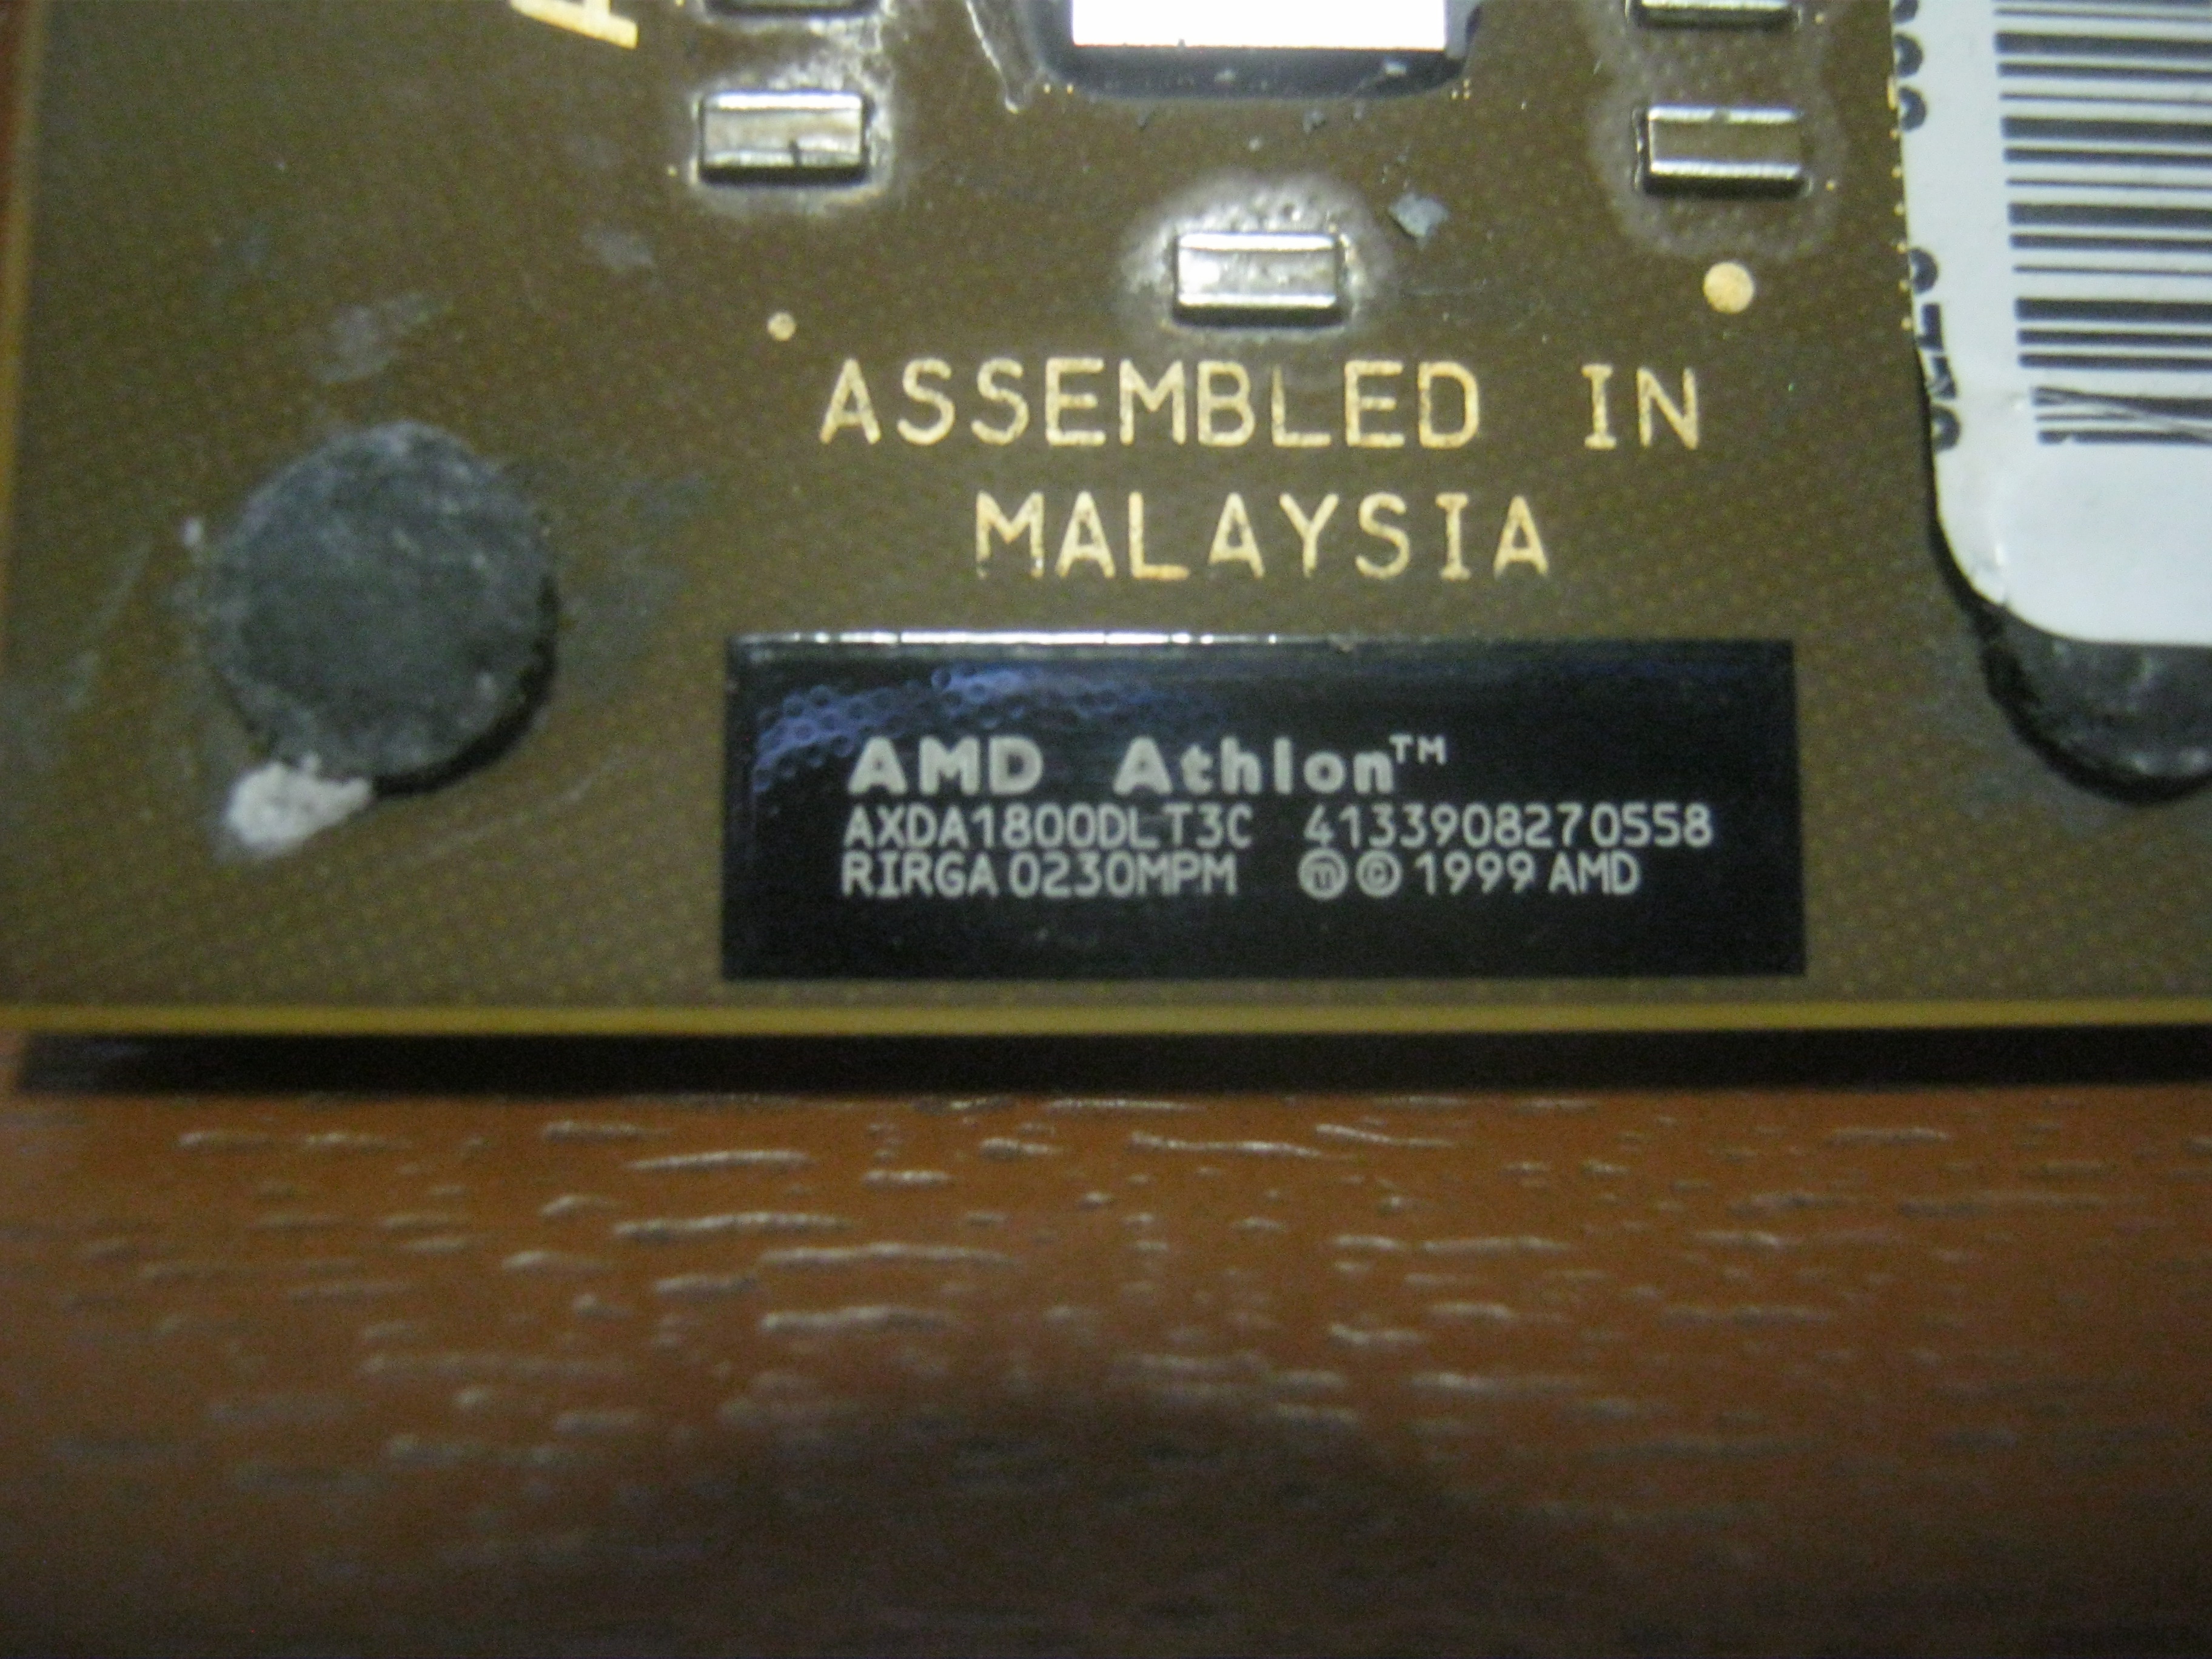 ASSEMBLED IN
MALAYSIA
AMD Athlon™
AXDA1800DLT3C 4133908270558
RIRGA 0230MPM ⓜ © 1999 AMD